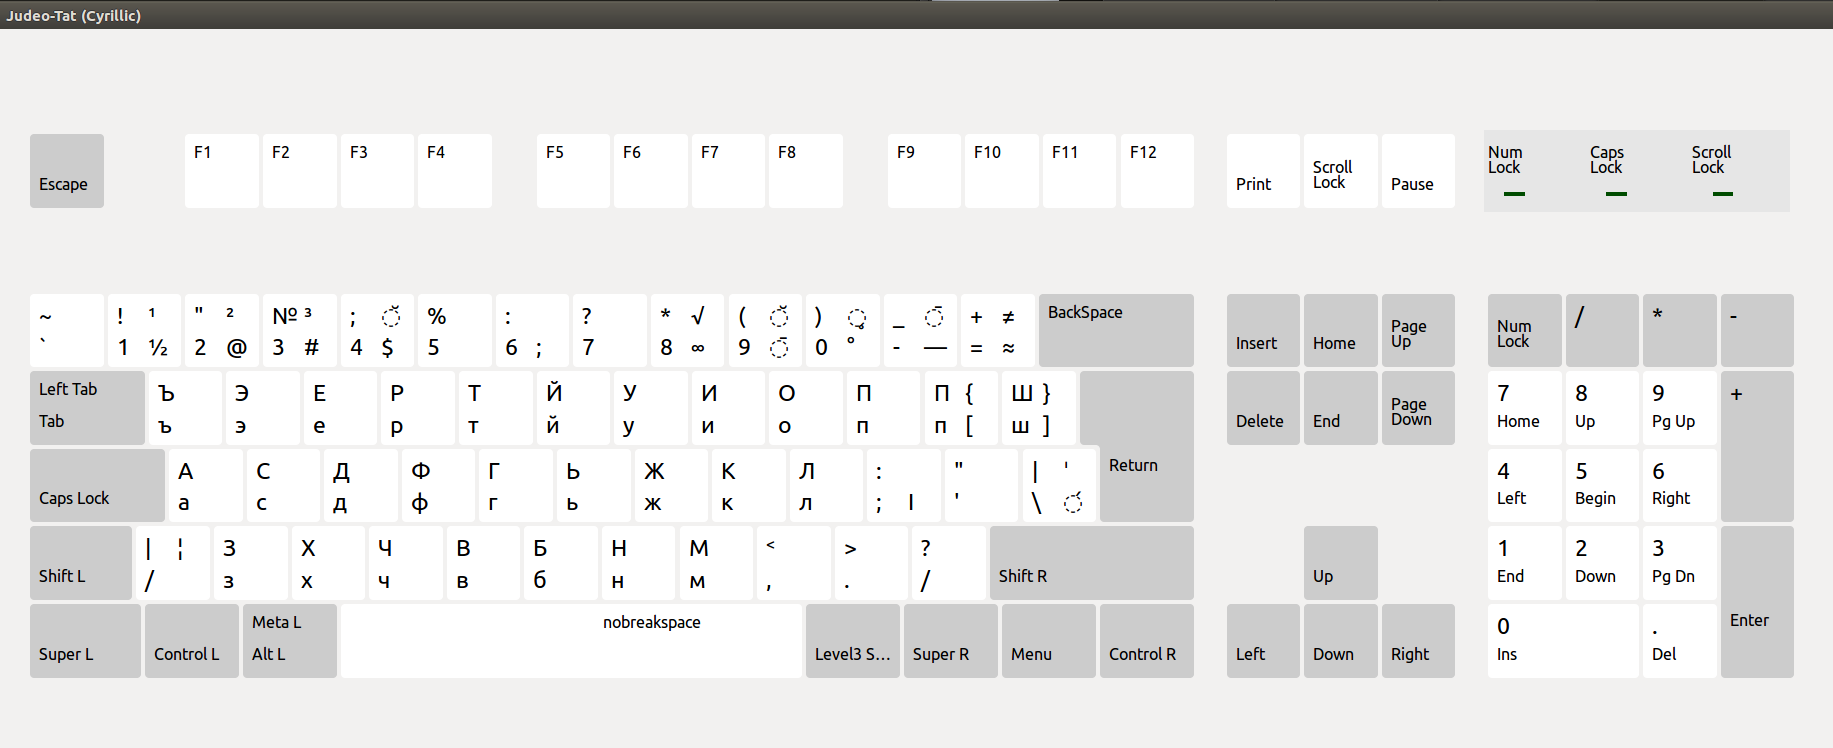 Judeo-Tat (Cyrillic)
Escape F1 F2 F3 F4 F5 F6 F7 F8 F9 F10 F11 F12 Print Scroll Lock Pause Num Lock Caps Lock Scroll Lock
~ ! ¹ " ² № ³ ; ◌̆ % : ? * √ ( ◌̌ ) _ ◌̄ + ≠ BackSpace
` 1 ½ 2 @ 3 # 4 $ 5 6 ; 7 8 ∞ 9 0 ° - — = ≈
Insert Home Page Up Num Lock / * -
Left Tab Ъ Э Е Р Т Й У И О П П { Ш }
Tab ъ э е р т й у и о п п [ ш ]
Delete End Page Down 7 Home 8 Up 9 Pg Up +
А С Д Ф Г Ь Ж К Л : " | '
Caps Lock а с д ф г ь ж к л ; I ' \ Return
4 Left 5 Begin 6 Right
| ¦ З Х Ч В Б Н М < > ?
Shift L / з х ч в б н м , . / Shift R
Up 1 End 2 Down 3 Pg Dn Enter
Meta L nobreakspace
Super L Control L Alt L Level3 S... Super R Menu Control R
Left Down Right 0 Ins . Del